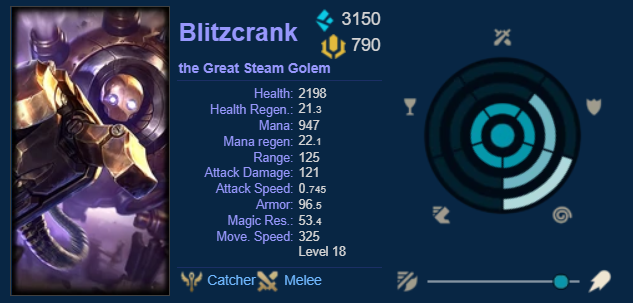 Blitzcrank 3150
790
the Great Steam Golem
Health: 2198
Health Regen.: 21.3
Mana: 947
Mana regen: 22.1
Range: 125
Attack Damage: 121
Attack Speed: 0.745
Armor: 96.5
Magic Res.: 53.4
Move. Speed: 325
Level 18
Catcher Melee